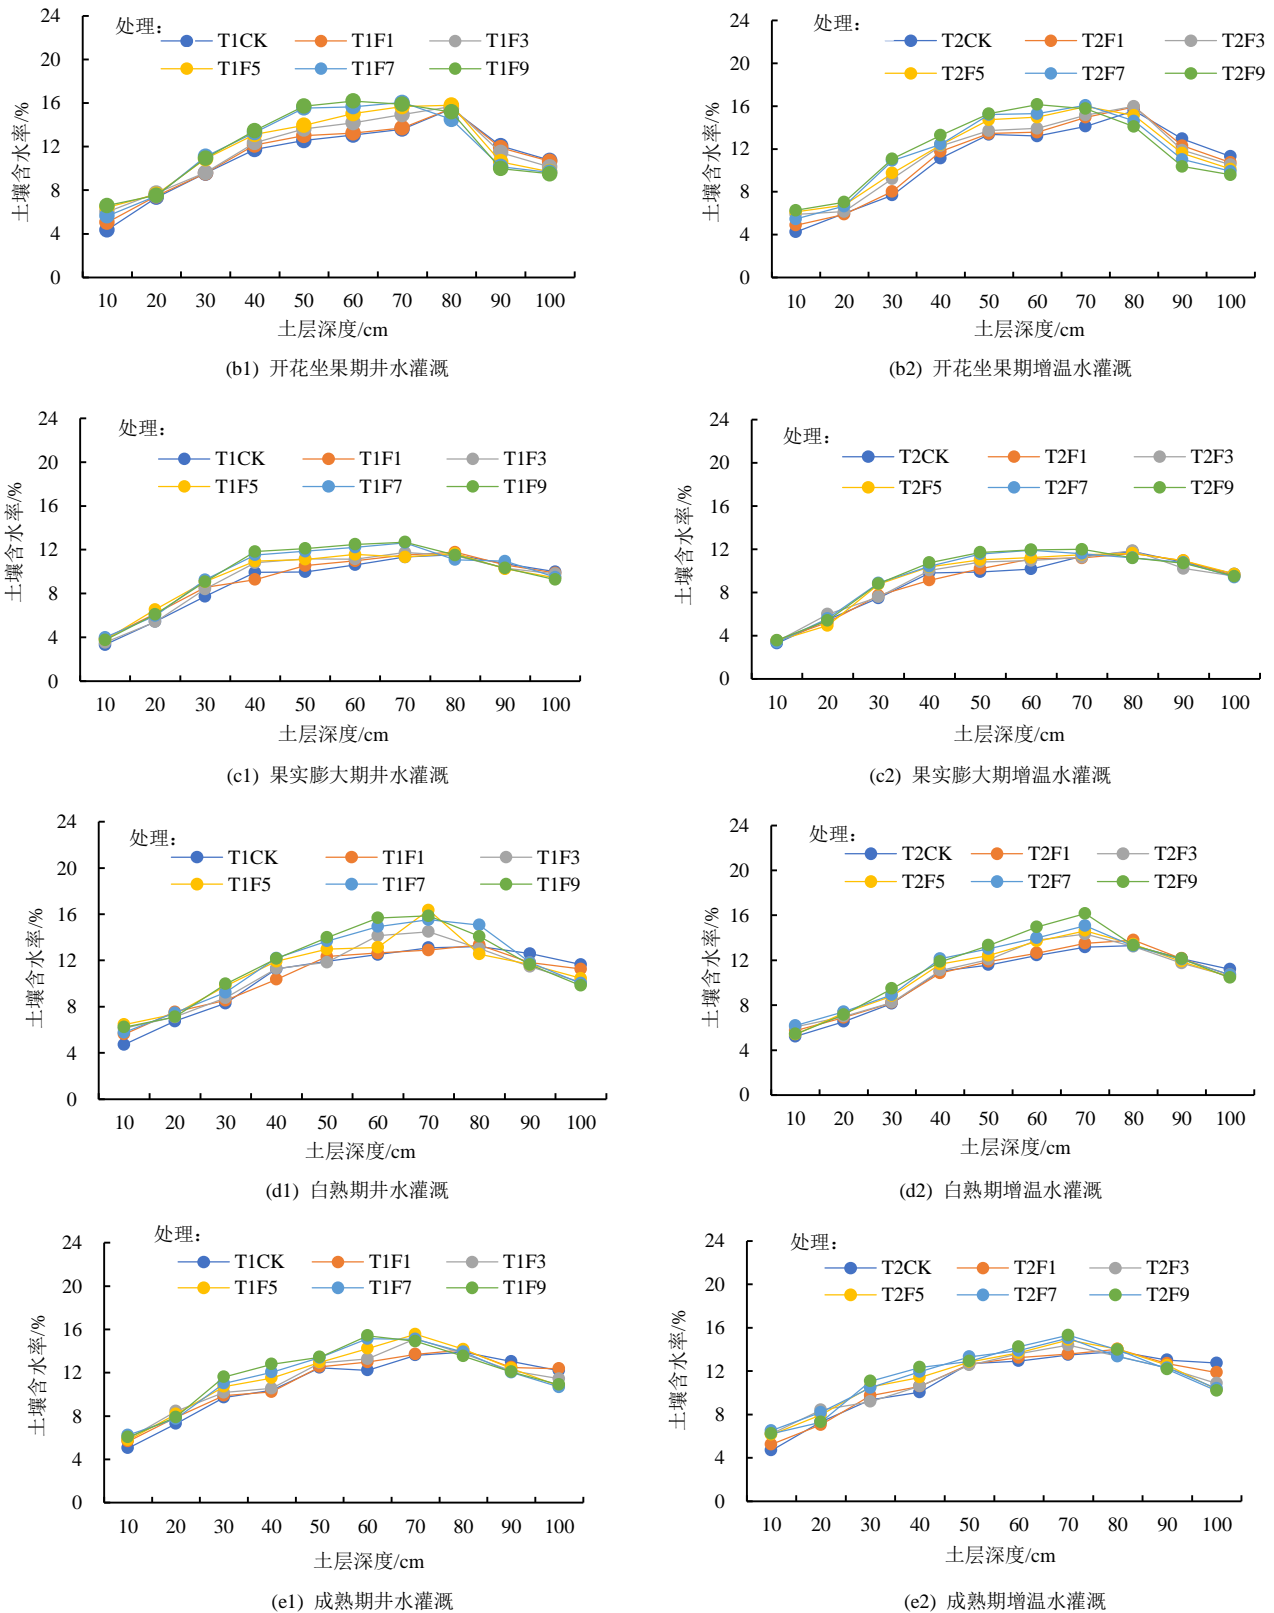 24
20
16
12
8
4
0
土壤含水率/%
处理：
T1CK T1F1 T1F3
T1F5 T1F7 T1F9
10 20 30 40 50 60 70 80 90 100
土层深度/cm
(b1) 开花坐果期井水灌溉
24
20
16
12
8
4
0
土壤含水率/%
处理：
T2CK T2F1 T2F3
T2F5 T2F7 T2F9
10 20 30 40 50 60 70 80 90 100
土层深度/cm
(b2) 开花坐果期增温水灌溉
24
20
16
12
8
4
0
土壤含水率/%
处理：
T1CK T1F1 T1F3
T1F5 T1F7 T1F9
10 20 30 40 50 60 70 80 90 100
土层深度/cm
(c1) 果实膨大期井水灌溉
24
20
16
12
8
4
0
土壤含水率/%
处理：
T2CK T2F1 T2F3
T2F5 T2F7 T2F9
10 20 30 40 50 60 70 80 90 100
土层深度/cm
(c2) 果实膨大期增温水灌溉
24
20
16
12
8
4
0
土壤含水率/%
处理：
T1CK T1F1 T1F3
T1F5 T1F7 T1F9
10 20 30 40 50 60 70 80 90 100
土层深度/cm
(d1) 白熟期井水灌溉
24
20
16
12
8
4
0
土壤含水率/%
处理：
T2CK T2F1 T2F3
T2F5 T2F7 T2F9
10 20 30 40 50 60 70 80 90 100
土层深度/cm
(d2) 白熟期增温水灌溉
24
20
16
12
8
4
0
土壤含水率/%
处理：
T1CK T1F1 T1F3
T1F5 T1F7 T1F9
10 20 30 40 50 60 70 80 90 100
土层深度/cm
(e1) 成熟期井水灌溉
24
20
16
12
8
4
0
土壤含水率/%
处理：
T2CK T2F1 T2F3
T2F5 T2F7 T2F9
10 20 30 40 50 60 70 80 90 100
土层深度/cm
(e2) 成熟期增温水灌溉